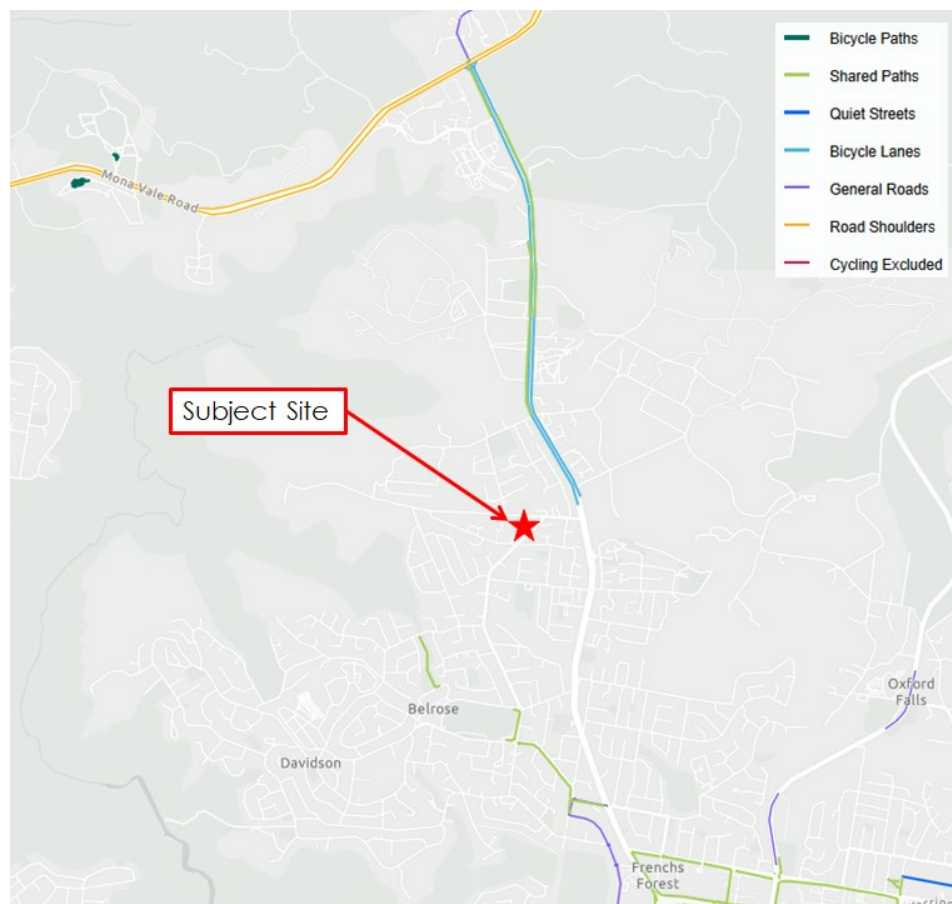 Bicycle Paths
Shared Paths
Quiet Streets
Bicycle Lanes
General Roads
Road Shoulders
Cycling Excluded
Mona Vale Road
Subject Site
Oxford
Falls
Belrose
Davidson
Frenchs
Forest